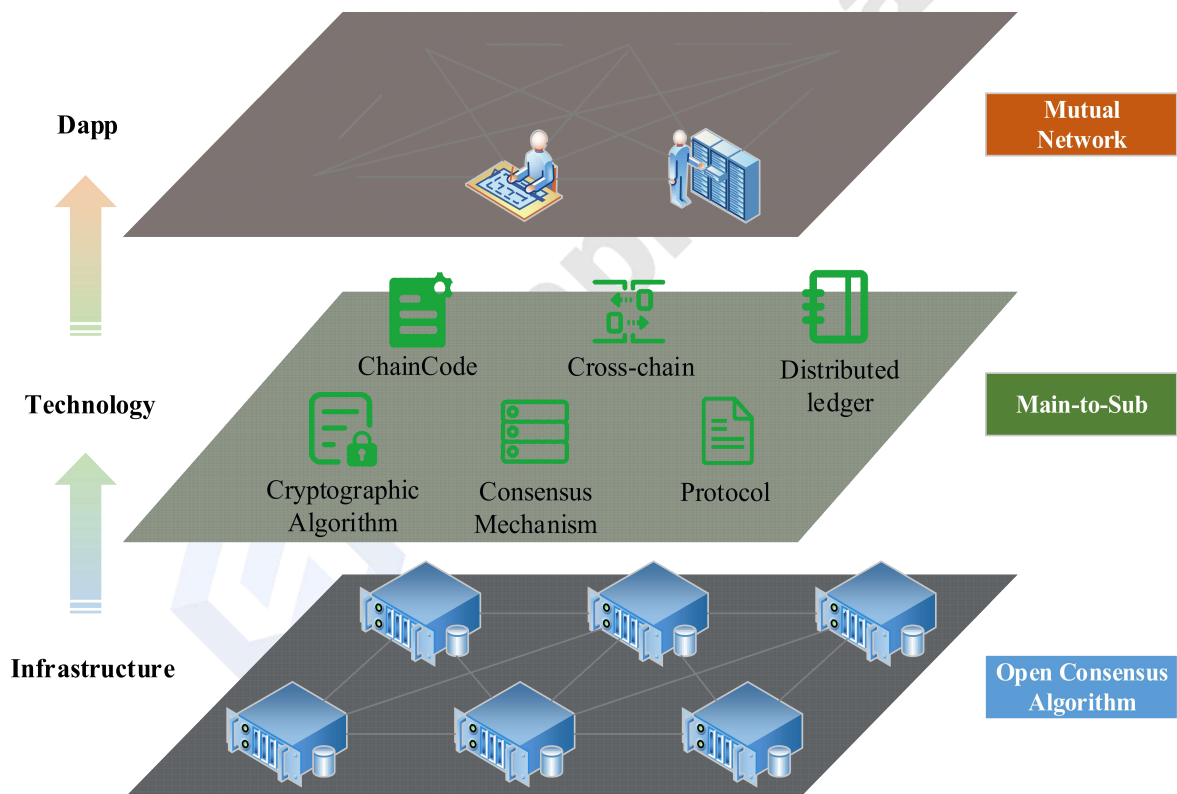 Dapp
Mutual
Network
ChainCode
Cross-chain
Distributed
ledger
Technology
Main-to-Sub
Cryptographic
Algorithm
Consensus
Mechanism
Protocol
Infrastructure
Open Consensus
Algorithm